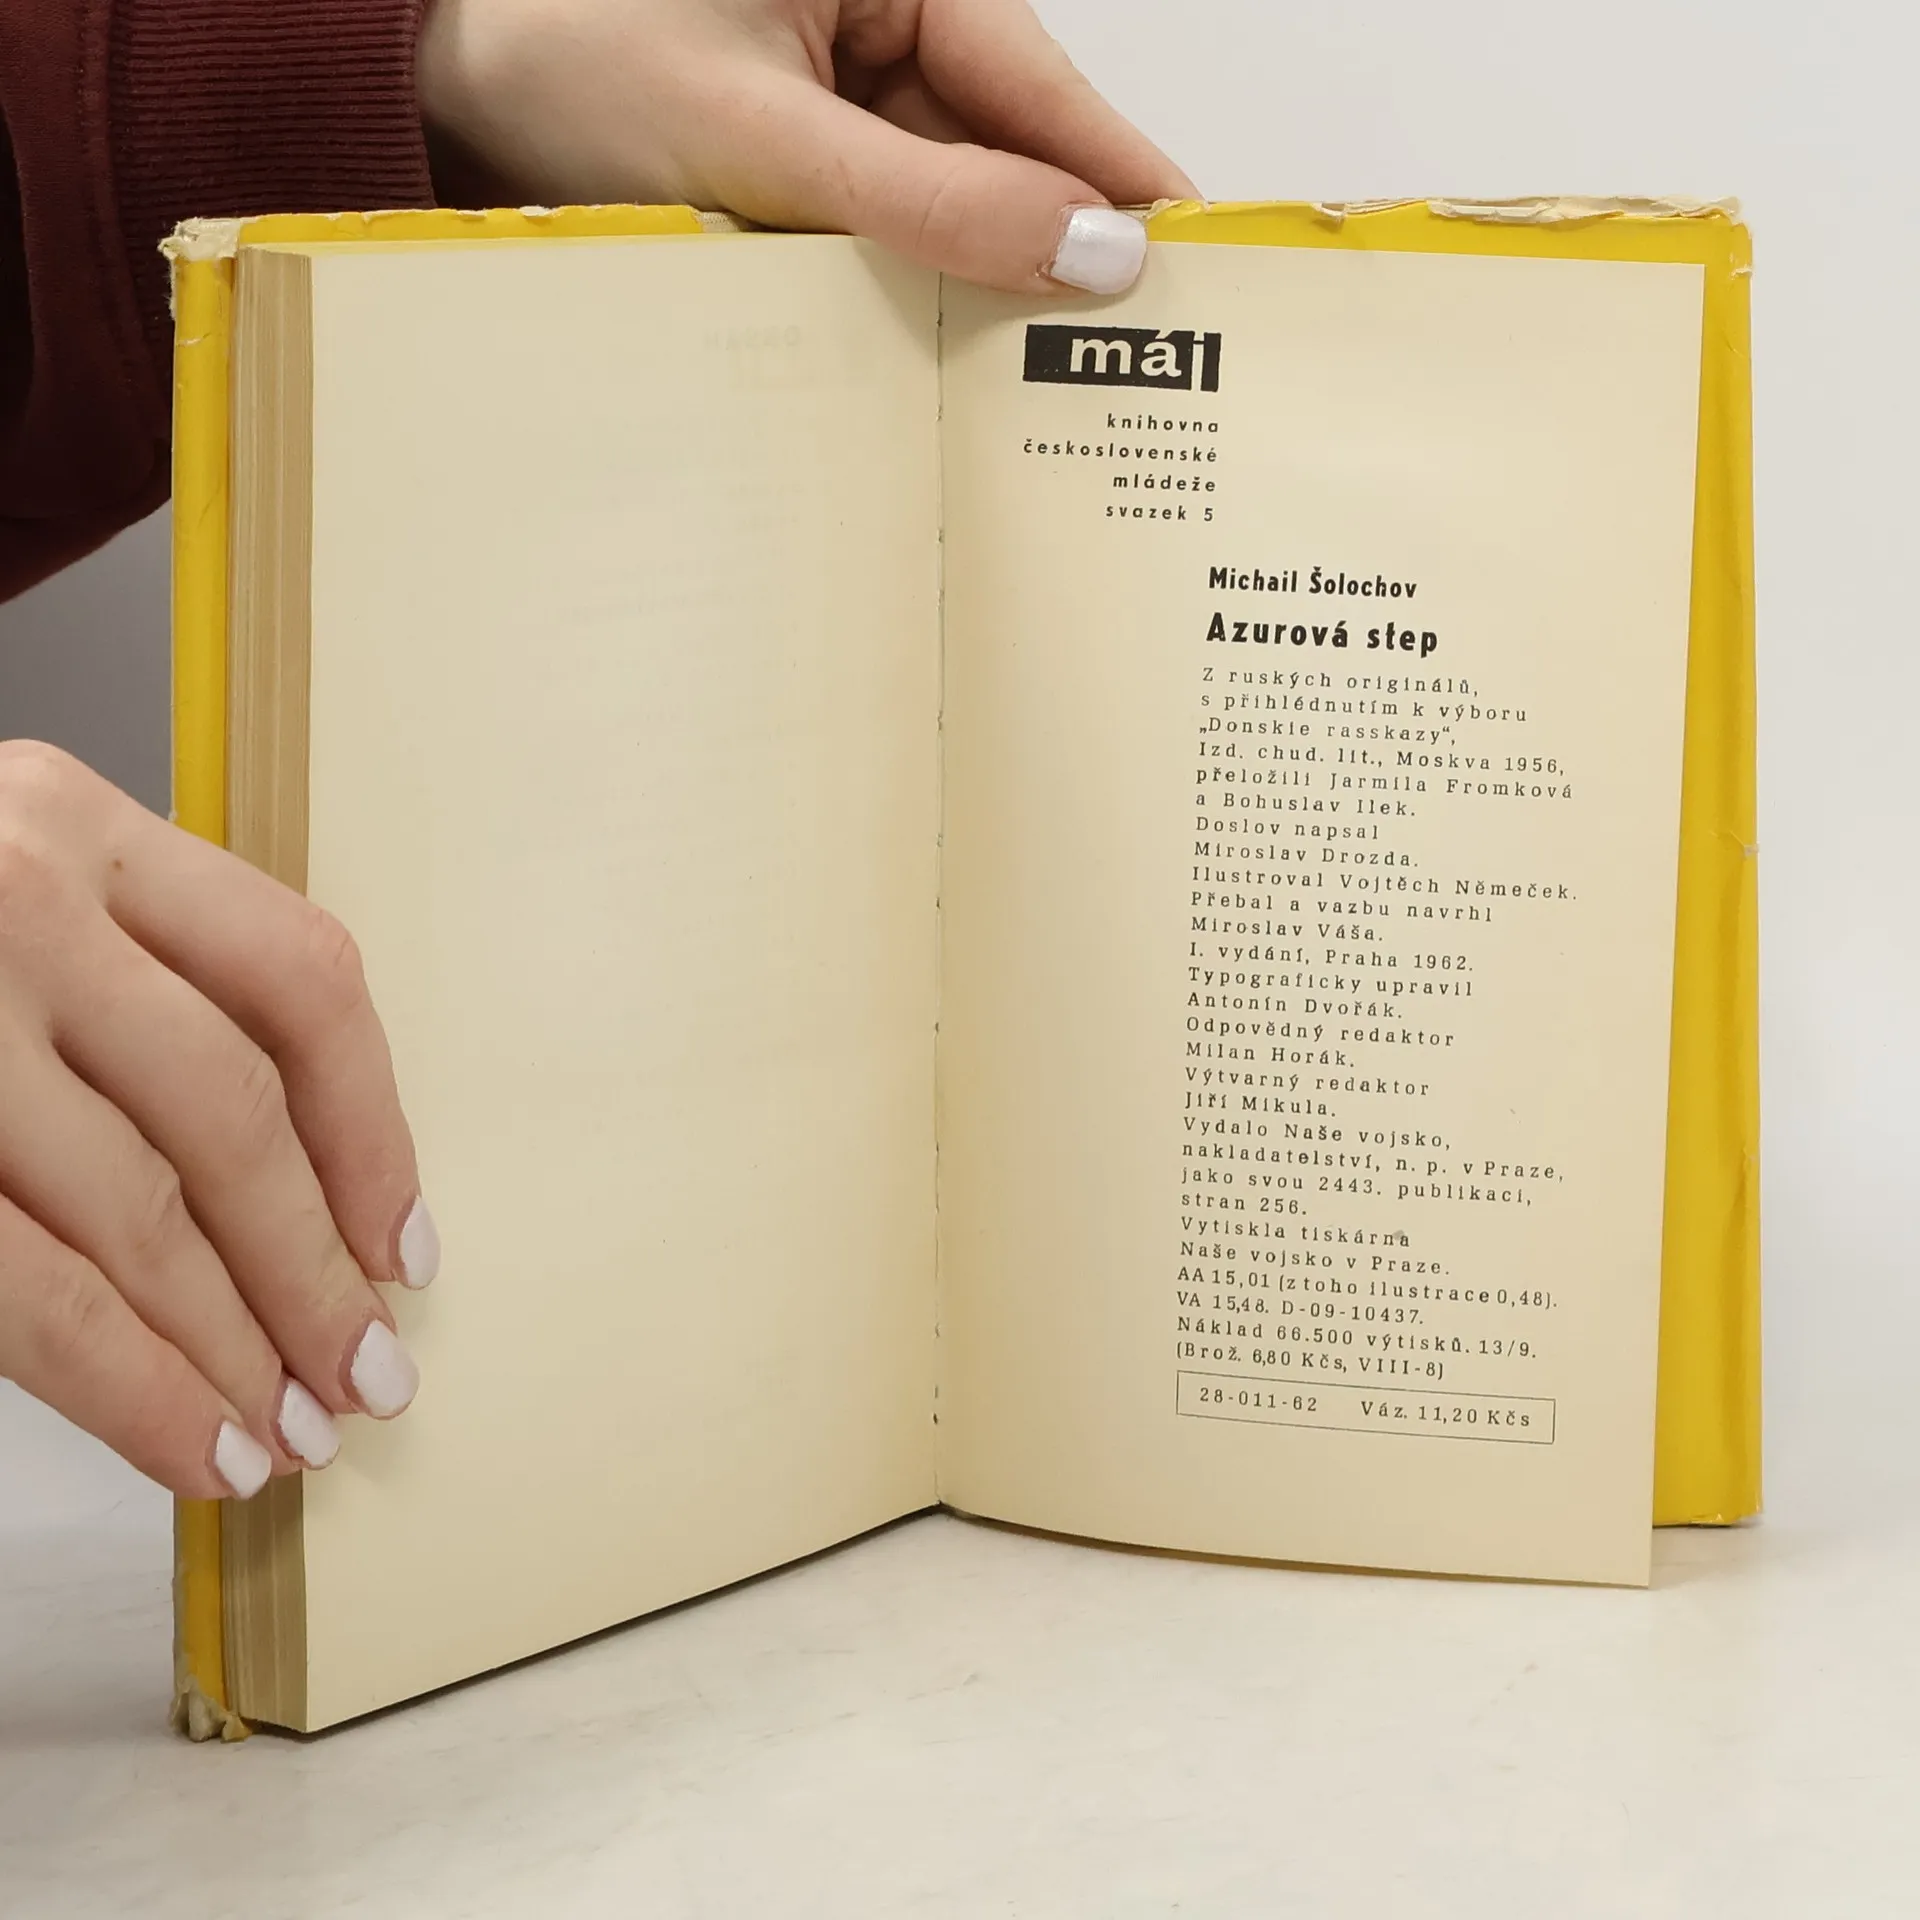 máj
knihovna
československé
mládeže
svazek 5
Michail Šolochov
Azurová step
Z ruských originálů,
s přihlédnutím k výboru
„Donskie rasskazy“,
Izd. chud. lit., Moskva 1956,
přeložili Jarmila Fromková
a Bohuslav Ilek.
Doslov napsal
Miroslav Drozda.
Ilustroval Vojtěch Němeček.
Přebal a vazbu navrhl
Miroslav Váša.
I. vydání, Praha 1962.
Typograficky upravil
Antonín Dvořák.
Odpovědný redaktor
Milan Horák.
Výtvarný redaktor
Jiří Mikula.
Vydalo Naše vojsko,
nakladatelství, n. p. v Praze,
jako svou 2443. publikaci,
stran 256.
Vytiskla tiskárna
Naše vojsko v Praze.
AA 15,01 (z toho ilustrace 0,48).
VA 15,48. D-09-10437.
Náklad 66.500 výtisků. 13/9.
(Brož. 6,80 Kčs, VIII-8)
28-011-62 Váz. 11,20 Kčs